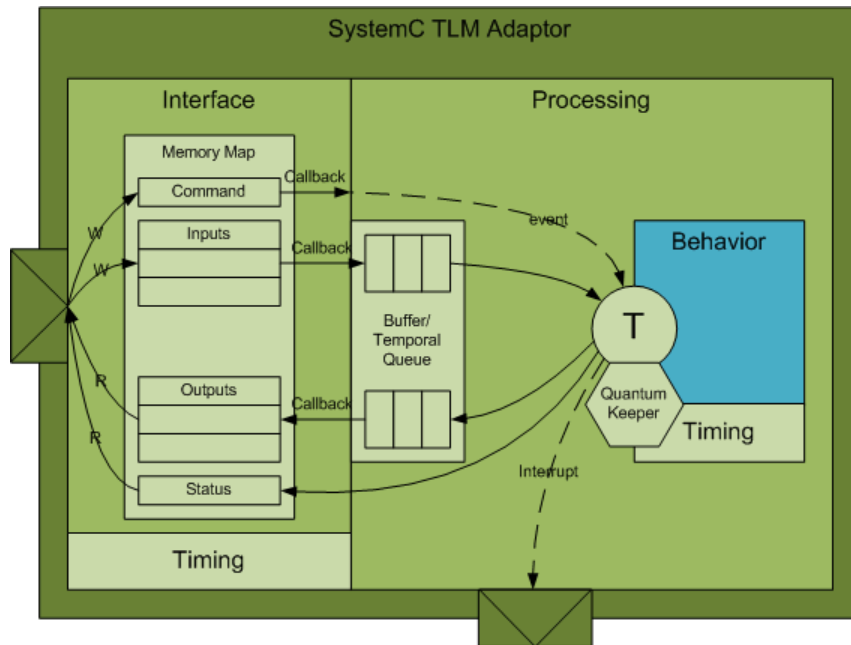 SystemC TLM Adaptor
Interface
Processing
Memory Map
Command
Callback
event
W
Inputs
W
Callback
Behavior
T
Buffer/
Temporal
Queue
Outputs
Callback
R
R
Quantum
Keeper
Timing
Status
Interrupt
Timing